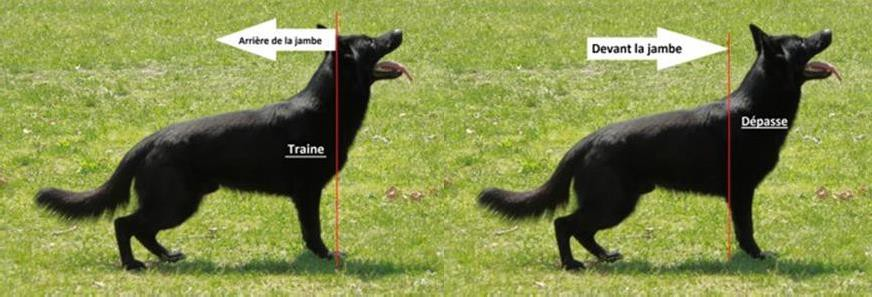 Arrière de la jambe
Traine
Devant la jambe
Dépasse